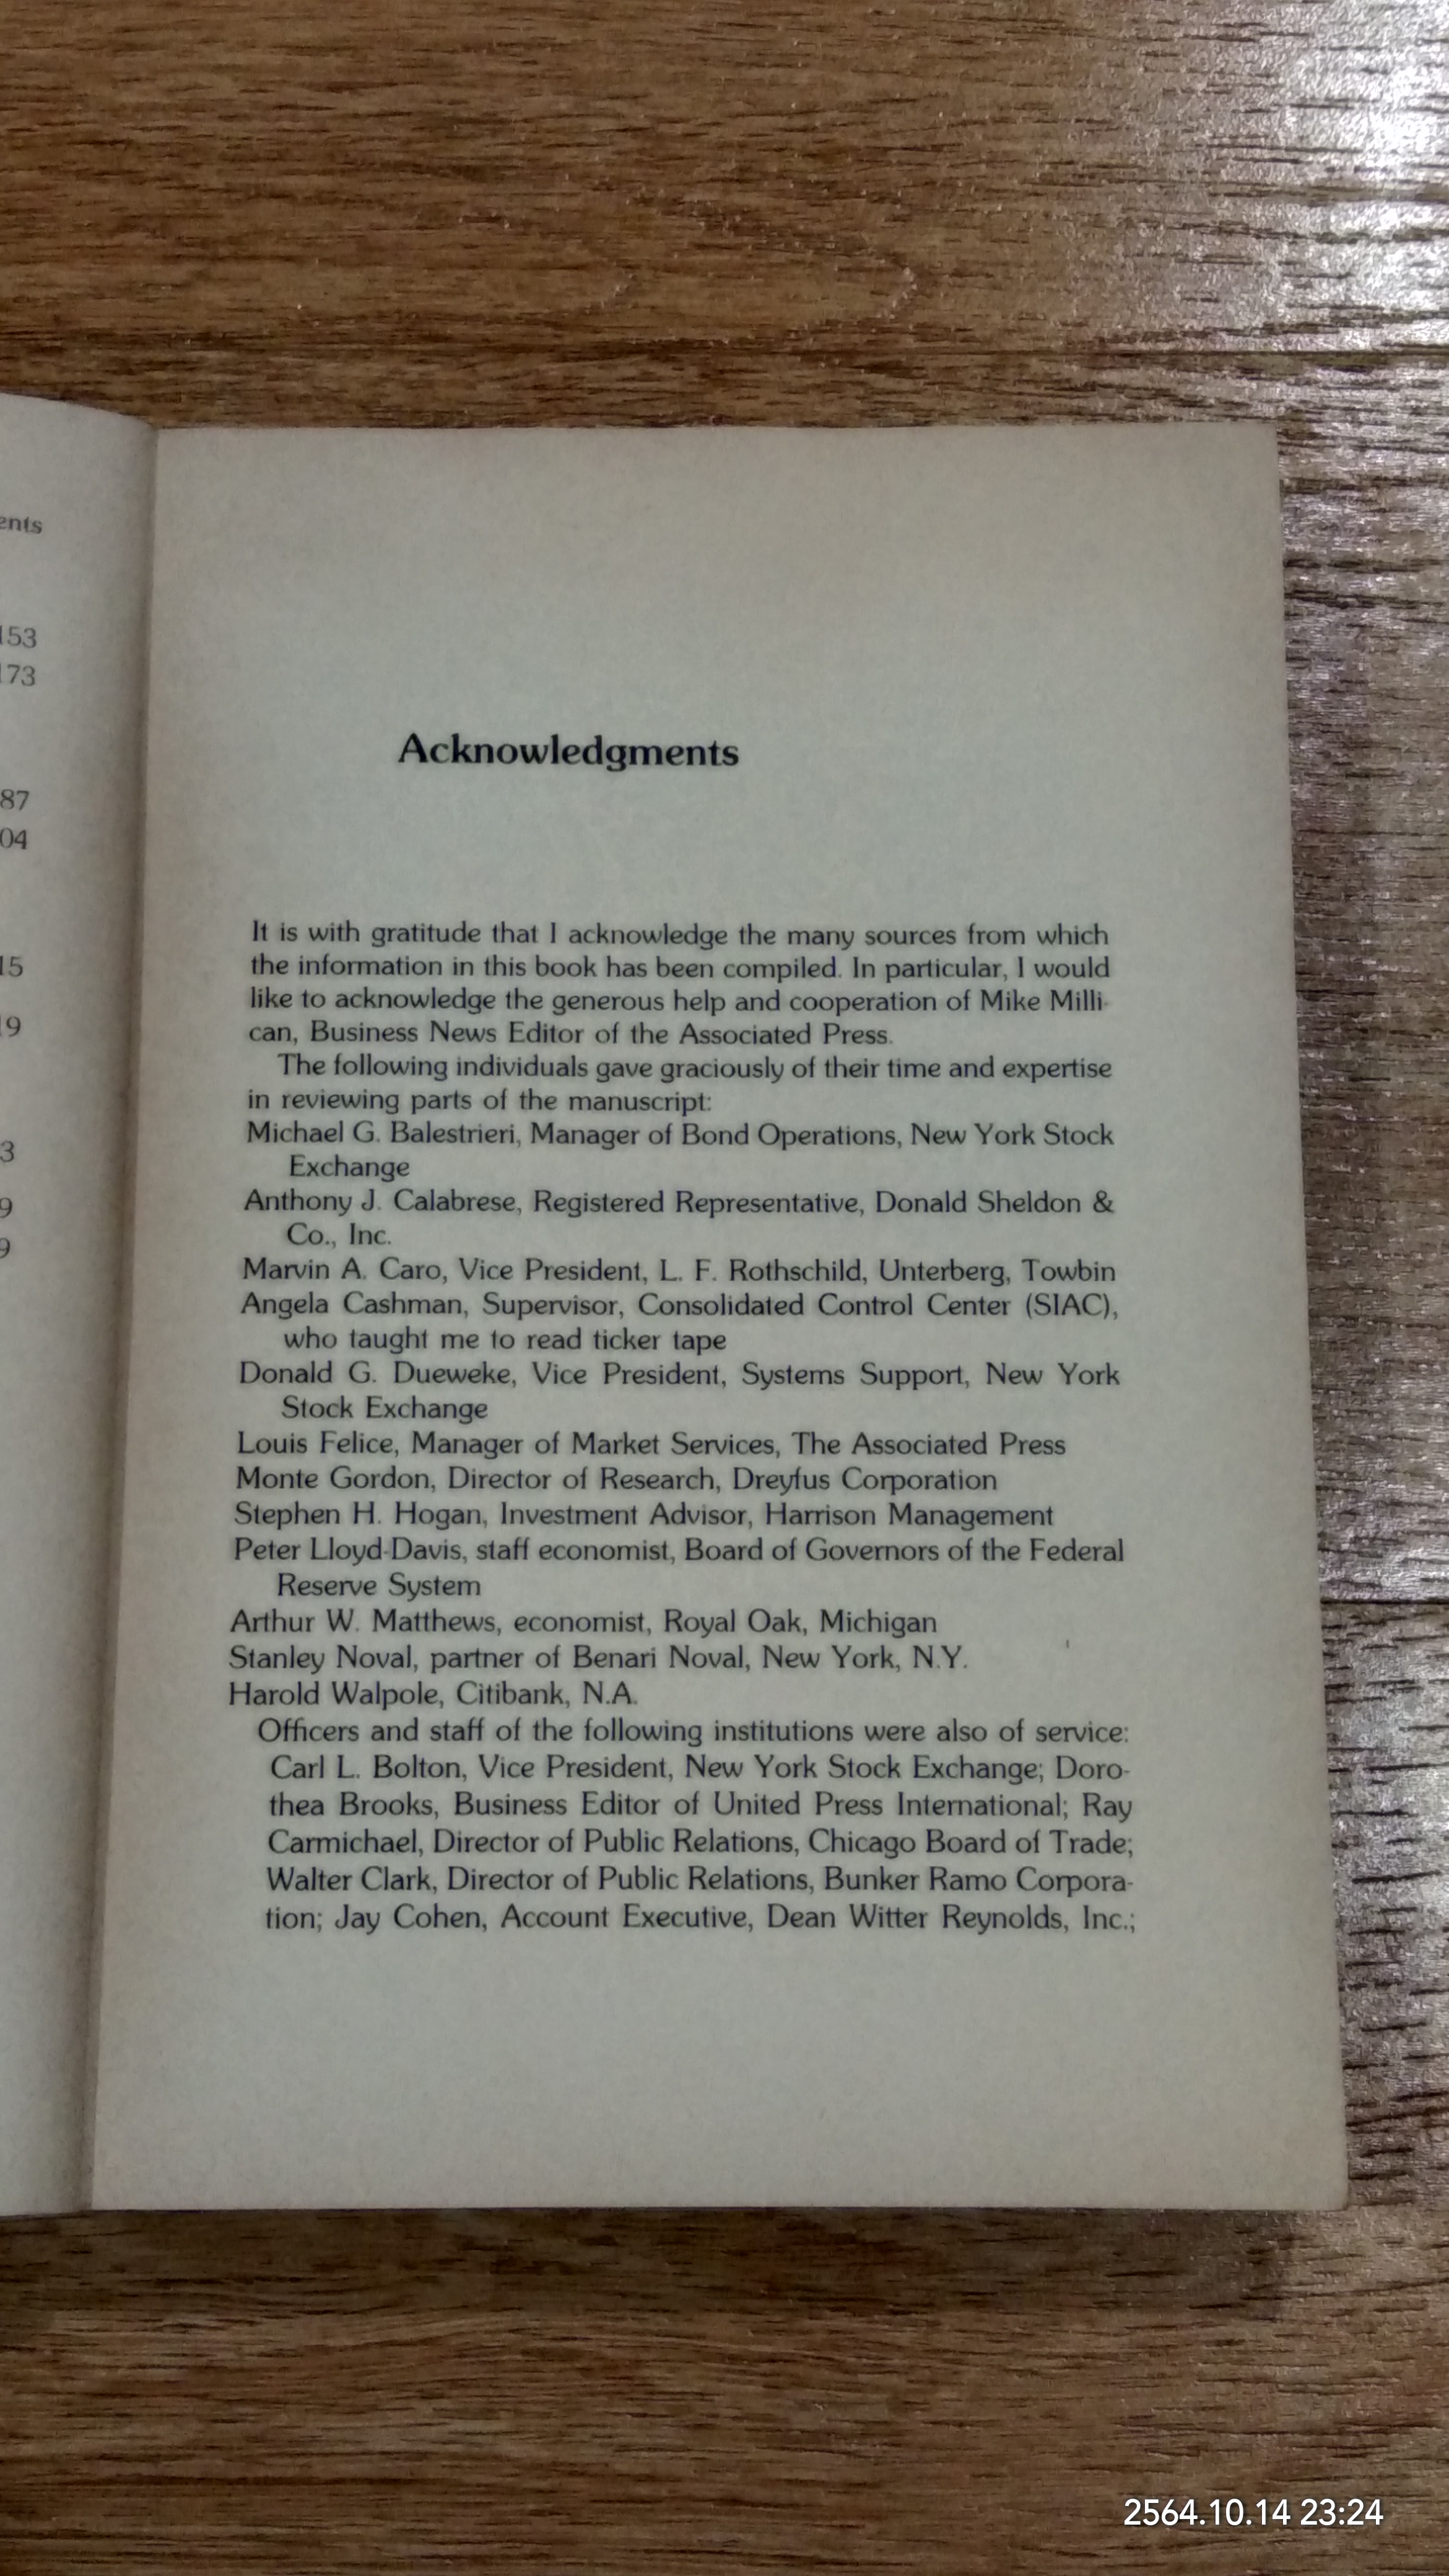 ents
153
173
87
04
15
19
3
9
9
Acknowledgments
It is with gratitude that I acknowledge the many sources from which
the information in this book has been compiled. In particular, I would
like to acknowledge the generous help and cooperation of Mike Milli-
can, Business News Editor of the Associated Press.
The following individuals gave graciously of their time and expertise
in reviewing parts of the manuscript:
Michael G. Balestrieri, Manager of Bond Operations, New York Stock
Exchange
Anthony J. Calabrese, Registered Representative, Donald Sheldon &
Co., Inc.
Marvin A. Caro, Vice President, L. F. Rothschild, Unterberg, Towbin
Angela Cashman, Supervisor, Consolidated Control Center (SIAC),
who taught me to read ticker tape
Donald G. Dueweke, Vice President, Systems Support, New York
Stock Exchange
Louis Felice, Manager of Market Services, The Associated Press
Monte Gordon, Director of Research, Dreyfus Corporation
Stephen H. Hogan, Investment Advisor, Harrison Management
Peter Lloyd-Davis, staff economist, Board of Governors of the Federal
Reserve System
Arthur W. Matthews, economist, Royal Oak, Michigan
Stanley Noval, partner of Benari Noval, New York, N.Y.
Harold Walpole, Citibank, N.A.
Officers and staff of the following institutions were also of service:
Carl L. Bolton, Vice President, New York Stock Exchange; Doro-
thea Brooks, Business Editor of United Press International; Ray
Carmichael, Director of Public Relations, Chicago Board of Trade;
Walter Clark, Director of Public Relations, Bunker Ramo Corpora-
tion; Jay Cohen, Account Executive, Dean Witter Reynolds, Inc.;
2564.10.14 23:24